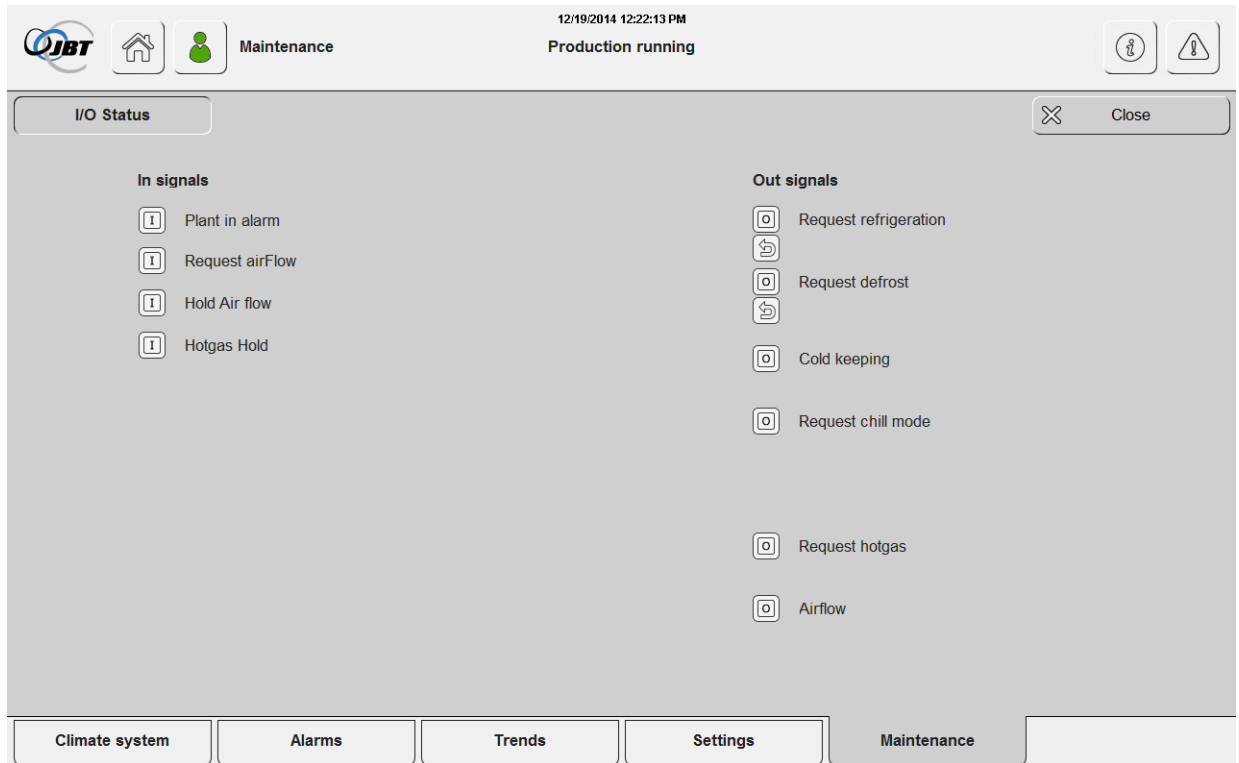 12/19/2014 12:22:13 PM
JBT
Maintenance
Production running
I/O Status
Close
In signals
Out signals
I Plant in alarm
O Request refrigeration
I Request airFlow
O Request defrost
I Hold Air flow
I Hotgas Hold
O Cold keeping
O Request chill mode
O Request hotgas
O Airflow
Climate system
Alarms
Trends
Settings
Maintenance